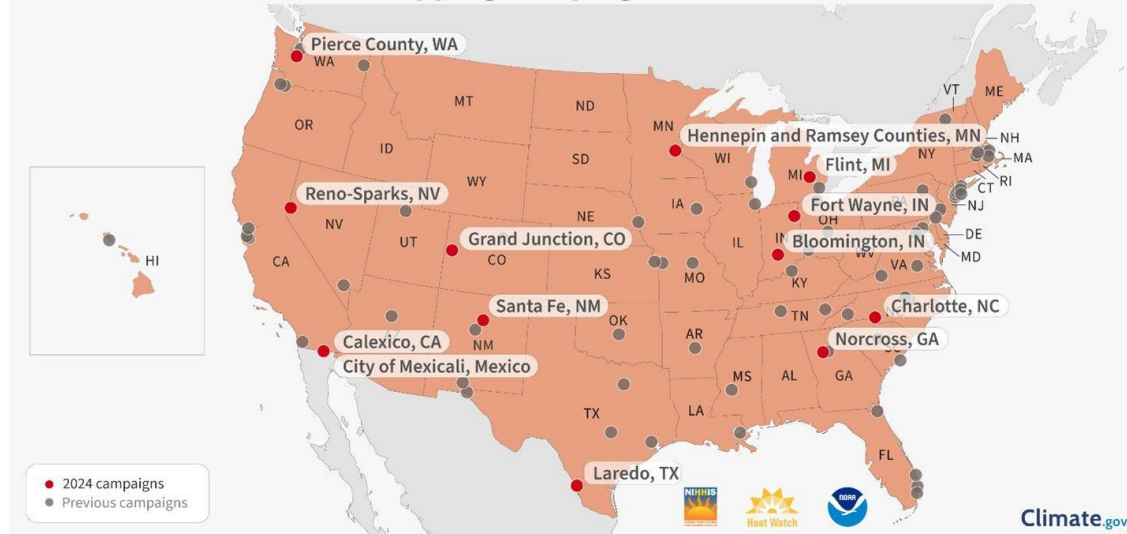 Pierce County, WA
WA
MT
ND
MN
VT
ME
OR
ID
SD
Hennepin and Ramsey Counties, MN
WI
NY
NH
MA
MI
Flint, MI
RI
CT
WY
Reno-Sparks, NV
NE
IA
Fort Wayne, IN
OH
NJ
NV
UT
Grand Junction, CO
CO
IL
IN
Bloomington, IN
DE
MD
WV
VA
HI
CA
KS
MO
KY
Santa Fe, NM
OK
TN
Charlotte, NC
AR
Calexico, CA
NM
Norcross, GA
City of Mexicali, Mexico
MS
AL
GA
TX
LA
FL
Laredo, TX
2024 campaigns
Previous campaigns
NIHHIS
Heat Watch
NOAA
Climate.gov